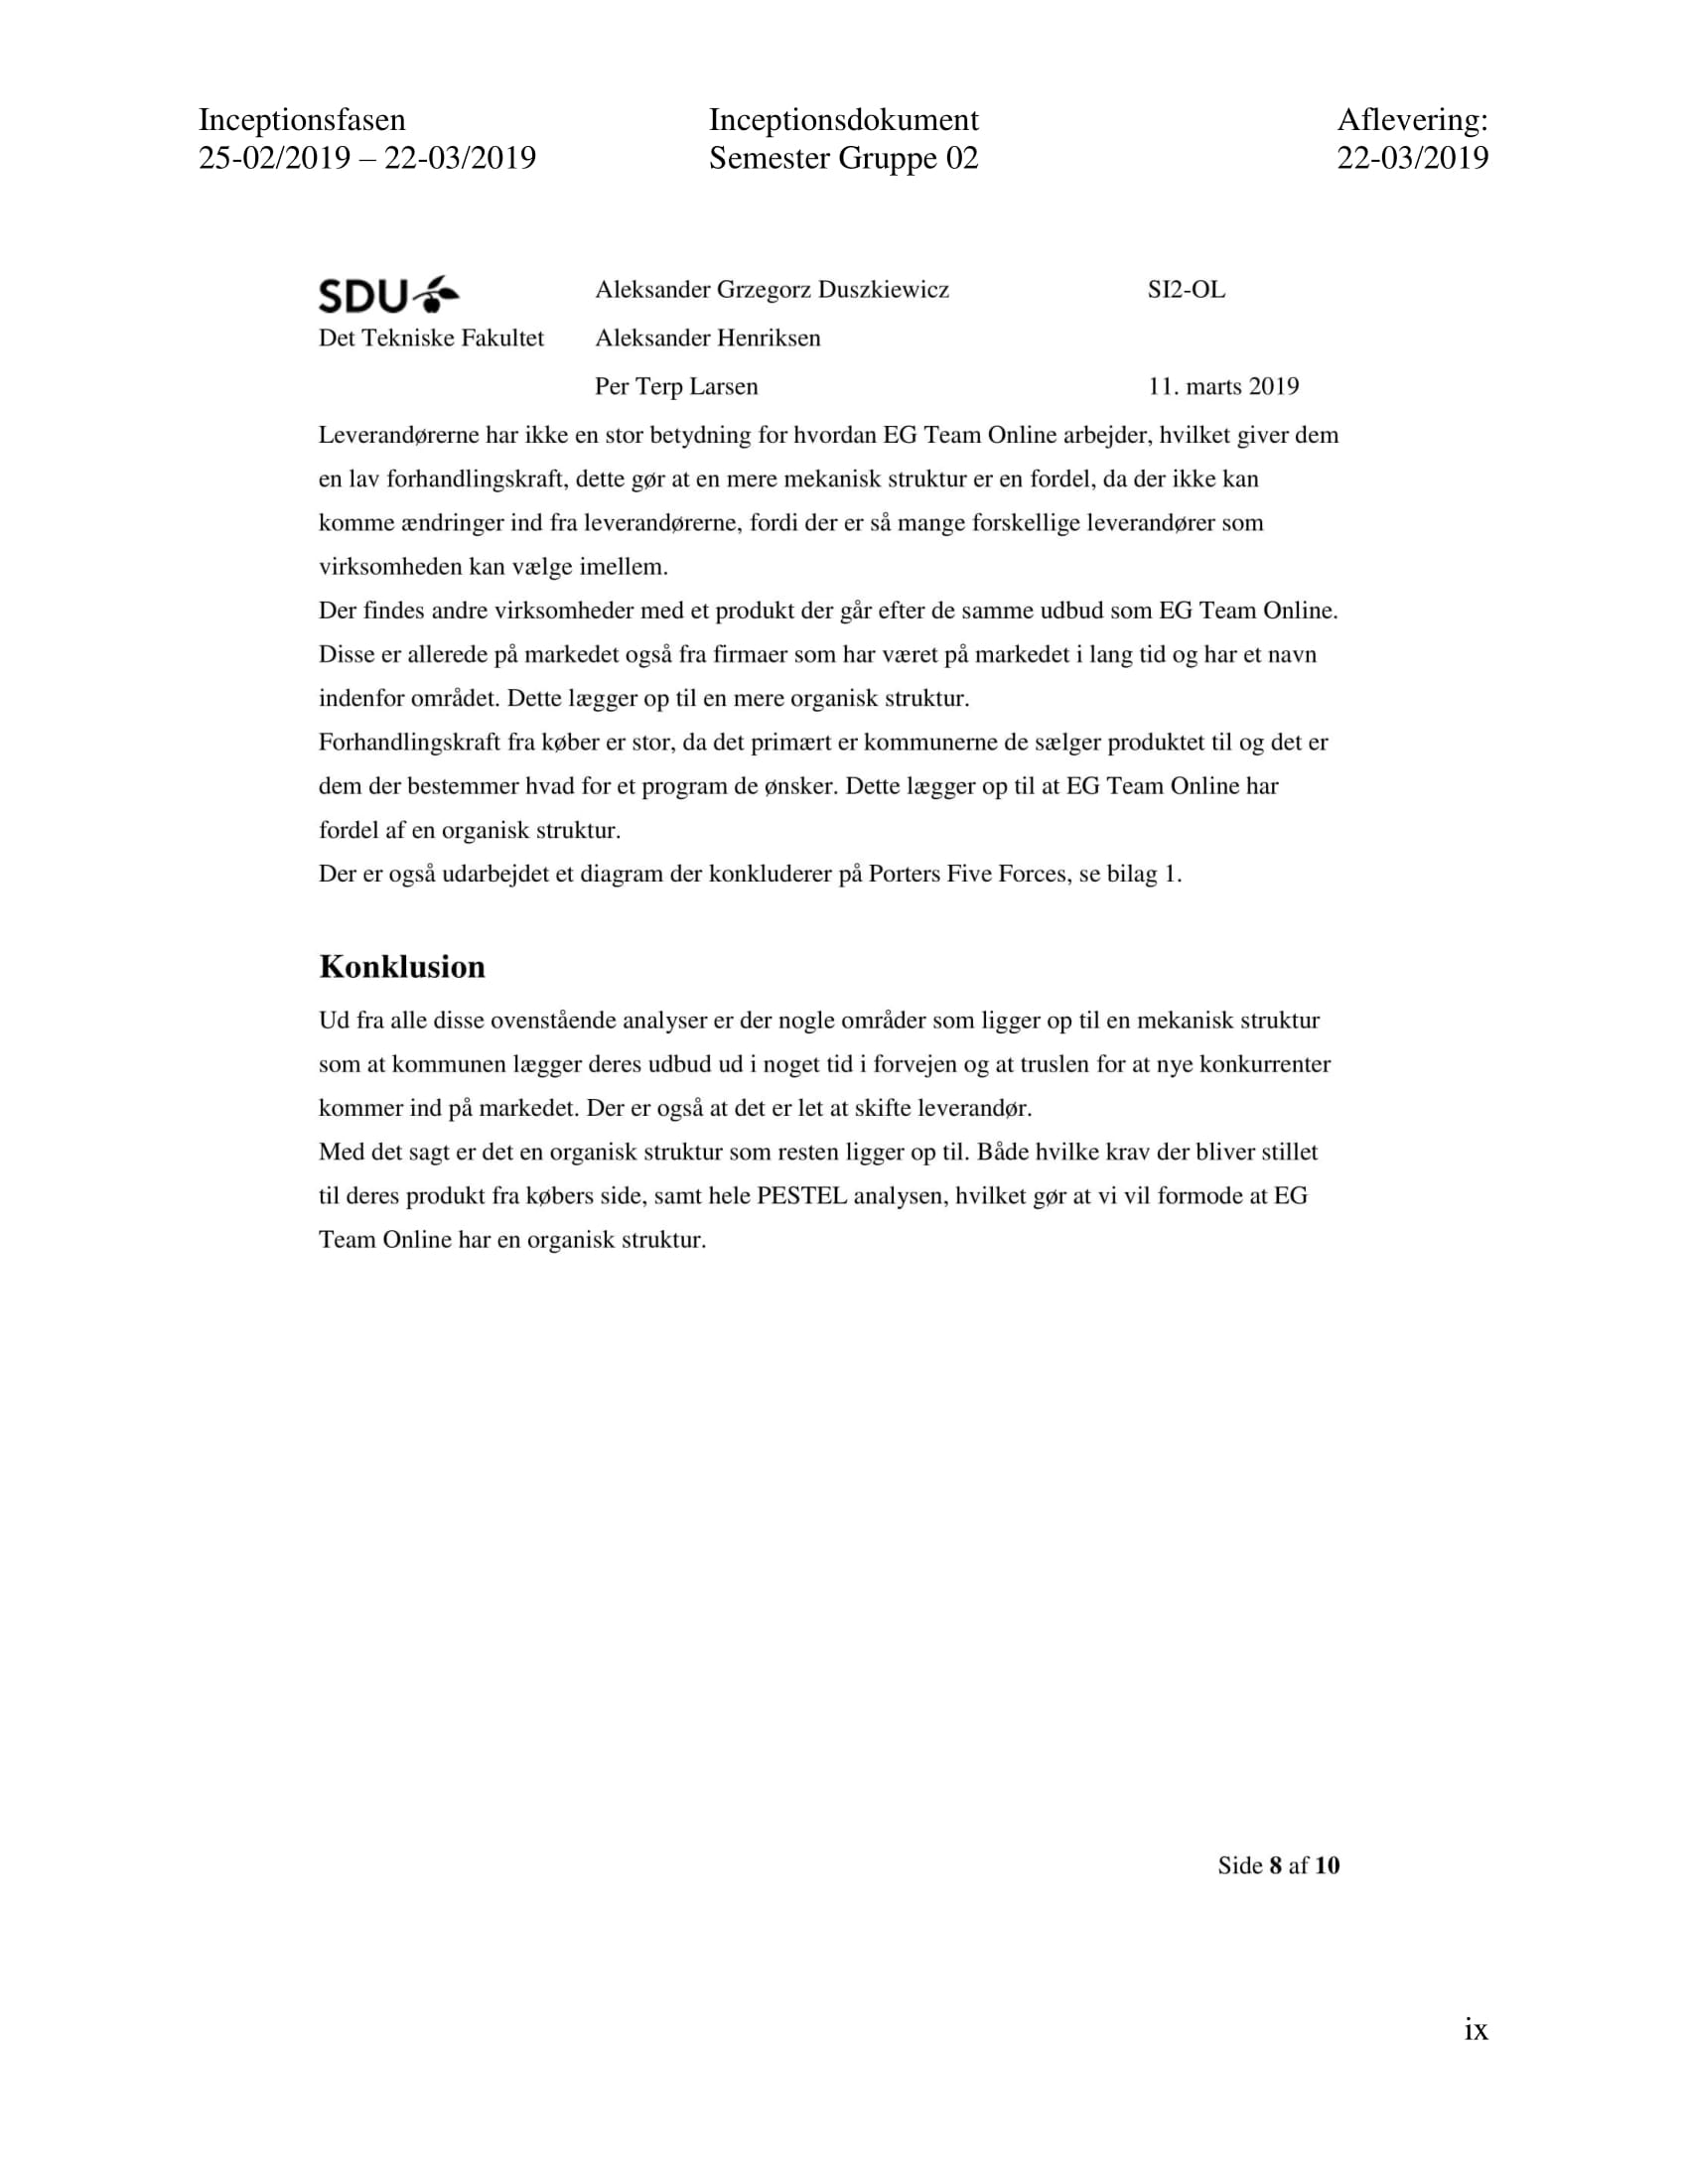 Inceptionsfasen Inceptionsdokument Aflevering:
25-02/2019 – 22-03/2019 Semester Gruppe 02 22-03/2019
SDU Aleksander Grzegorz Duszkiewicz SI2-OL
Det Tekniske Fakultet Aleksander Henriksen
Per Terp Larsen 11. marts 2019
Leverandørerne har ikke en stor betydning for hvordan EG Team Online arbejder, hvilket giver dem
en lav forhandlingskraft, dette gør at en mere mekanisk struktur er en fordel, da der ikke kan
komme ændringer ind fra leverandørerne, fordi der er så mange forskellige leverandører som
virksomheden kan vælge imellem.
Der findes andre virksomheder med et produkt der går efter de samme udbud som EG Team Online.
Disse er allerede på markedet også fra firmaer som har været på markedet i lang tid og har et navn
indenfor området. Dette lægger op til en mere organisk struktur.
Forhandlingskraft fra køber er stor, da det primært er kommunerne de sælger produktet til og det er
dem der bestemmer hvad for et program de ønsker. Dette lægger op til at EG Team Online har
fordel af en organisk struktur.
Der er også udarbejdet et diagram der konkluderer på Porters Five Forces, se bilag 1.
Konklusion
Ud fra alle disse ovenstående analyser er der nogle områder som ligger op til en mekanisk struktur
som at kommunen lægger deres udbud ud i noget tid i forvejen og at truslen for at nye konkurrenter
kommer ind på markedet. Der er også at det er let at skifte leverandør.
Med det sagt er det en organisk struktur som resten ligger op til. Både hvilke krav der bliver stillet
til deres produkt fra købers side, samt hele PESTEL analysen, hvilket gør at vi vil formode at EG
Team Online har en organisk struktur.
Side 8 af 10
ix